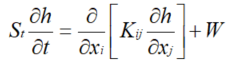 S_t ∂h/∂t = ∂/∂x_i [K_ij ∂h/∂x_j] + W